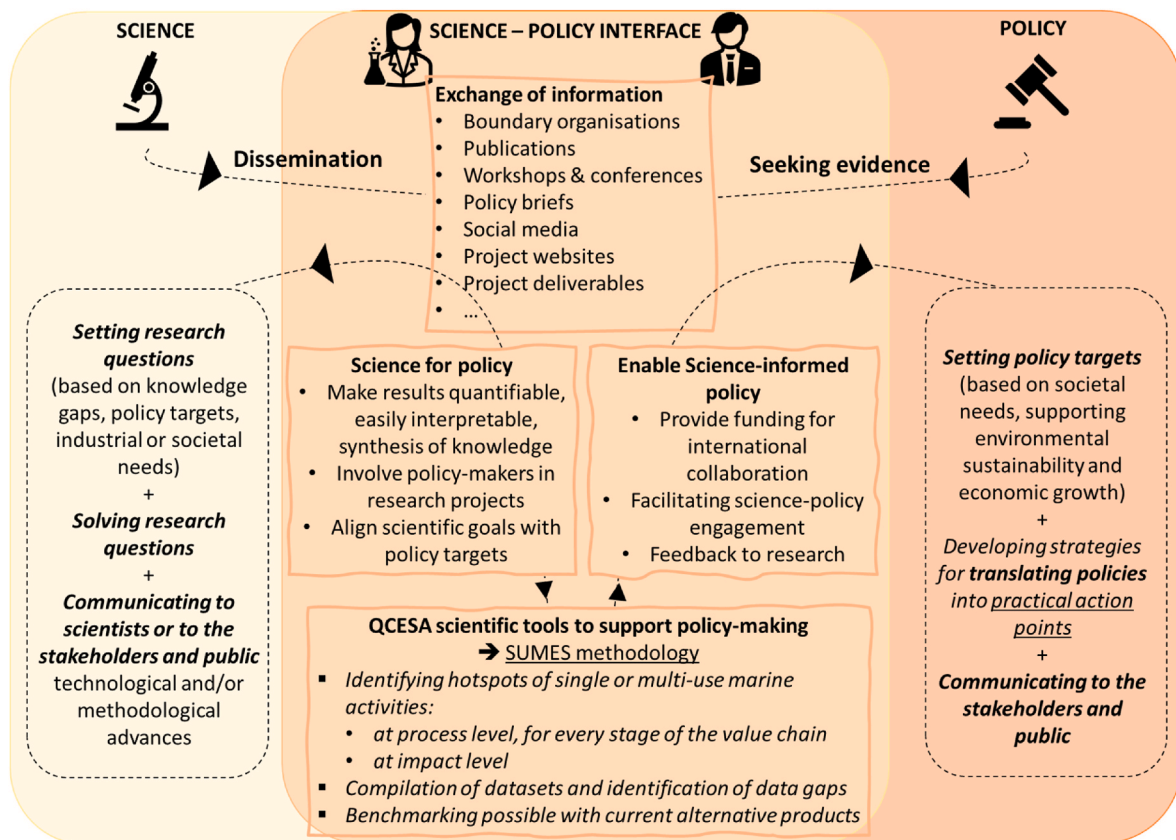 SCIENCE
SCIENCE – POLICY INTERFACE
POLICY
Exchange of information
• Boundary organisations
• Publications
• Workshops & conferences
• Policy briefs
• Social media
• Project websites
• Project deliverables
• ...
Dissemination
Seeking evidence
Setting research
questions
(based on knowledge
gaps, policy targets,
industrial or societal
needs)
+
Solving research
questions
+
Communicating to
scientists or to the
stakeholders and public
technological and/or
methodological
advances
Science for policy
• Make results quantifiable,
easily interpretable,
synthesis of knowledge
• Involve policy-makers in
research projects
• Align scientific goals with
policy targets
Enable Science-informed
policy
• Provide funding for
international
collaboration
• Facilitating science-policy
engagement
• Feedback to research
QCESA scientific tools to support policy-making
➔ SUMES methodology
▪ Identifying hotspots of single or multi-use marine
activities:
• at process level, for every stage of the value chain
• at impact level
▪ Compilation of datasets and identification of data gaps
▪ Benchmarking possible with current alternative products
Setting policy targets
(based on societal
needs, supporting
environmental
sustainability and
economic growth)
+
Developing strategies
for translating policies
into practical action
points
+
Communicating to the
stakeholders and
public